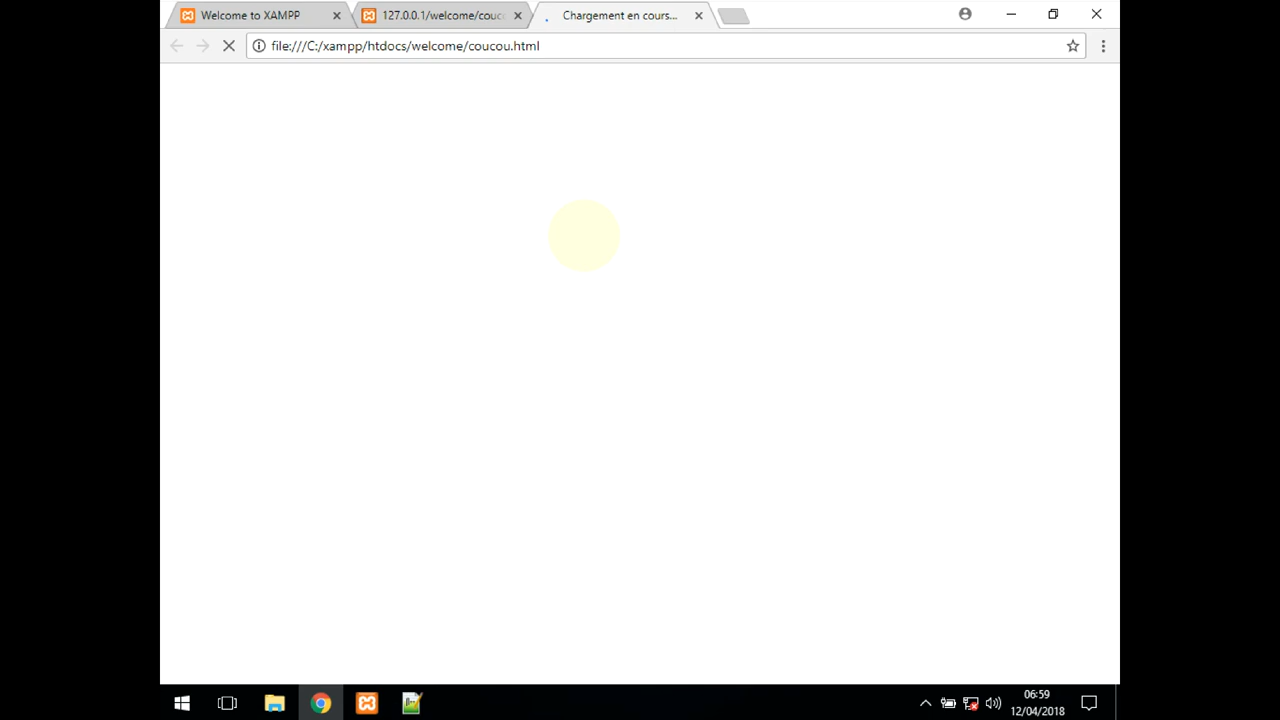 Welcome to XAMPP
127.0.0.1/welcome/couc
Chargement en cours...
file:///C:/xampp/htdocs/welcome/coucou.html
06:59
12/04/2018